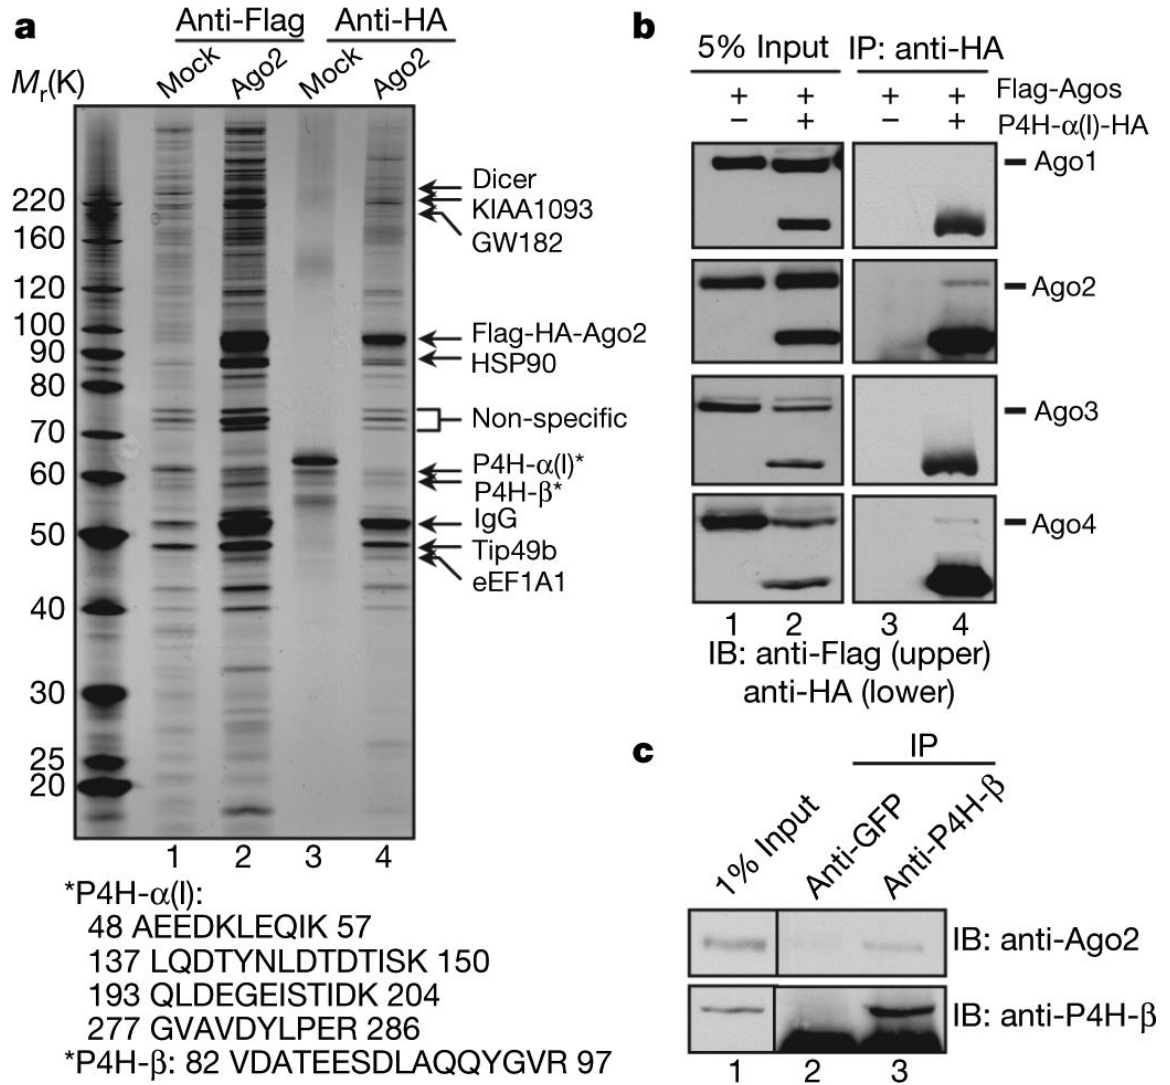 a
Anti-Flag Anti-HA
Mr(K) Mock Ago2 Mock Ago2
220
160
120
100
90
80
70
60
50
40
30
25
20
Dicer
KIAA1093
GW182
Flag-HA-Ago2
HSP90
Non-specific
P4H-α(I)*
P4H-β*
IgG
Tip49b
eEF1A1
1 2 3 4
*P4H-α(I):
48 AEEDKLEQIK 57
137 LQDTYNLDTDTISK 150
193 QLDEGEISTIDK 204
277 GVAVDYLPER 286
*P4H-β: 82 VDATEESDLAQQYGVR 97
b
5% Input IP: anti-HA
+ + + + Flag-Agos
– + – + P4H-α(I)-HA
Ago1
Ago2
Ago3
Ago4
1 2 3 4
IB: anti-Flag (upper)
anti-HA (lower)
c
IP
1% Input Anti-GFP Anti-P4H-β
IB: anti-Ago2
IB: anti-P4H-β
1 2 3